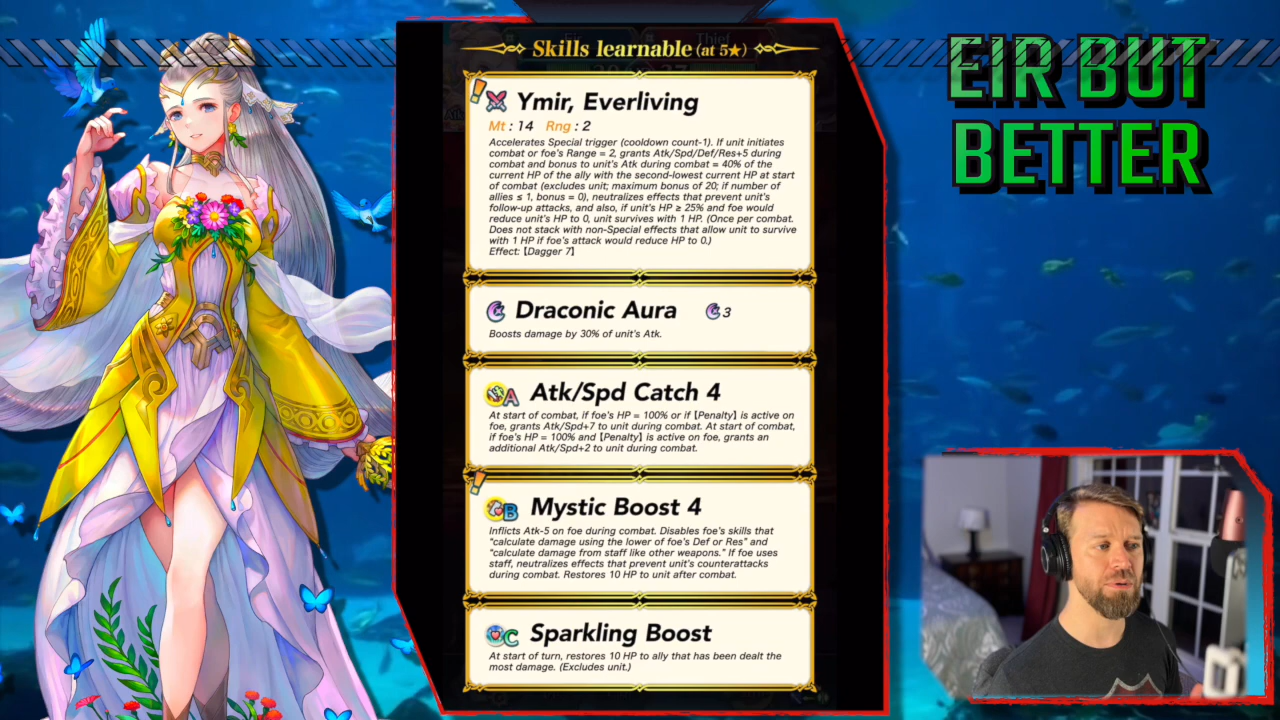 EIR BUT
BETTER
Skills learnable (at 5★)
Ymir, Everliving
Mt : 14 Rng : 2
Accelerates Special trigger (cooldown count-1). If unit initiates
combat or foe's Range = 2, grants Atk/Spd/Def/Res+5 during
combat and bonus to unit's Atk during combat = 40% of the
current HP of the ally with the second-lowest current HP at start
of combat (excludes unit; maximum bonus of 20; if number of
allies ≤ 1, bonus = 0), neutralizes effects that prevent unit's
follow-up attacks, and also, if unit's HP ≥ 25% and foe would
reduce unit's HP to 0, unit survives with 1 HP. (Once per combat.
Does not stack with non-Special effects that allow unit to survive
with 1 HP if foe's attack would reduce HP to 0.)
Effect:【Dagger 7】
Draconic Aura 3
Boosts damage by 30% of unit's Atk.
A Atk/Spd Catch 4
At start of combat, if foe's HP = 100% or if【Penalty】is active on
foe, grants Atk/Spd+7 to unit during combat. At start of combat,
if foe's HP = 100% and【Penalty】is active on foe, grants an
additional Atk/Spd+2 to unit during combat.
B Mystic Boost 4
Inflicts Atk-5 on foe during combat. Disables foe's skills that
"calculate damage using the lower of foe's Def or Res" and
"calculate damage from staff like other weapons." If foe uses
staff, neutralizes effects that prevent unit's counterattacks
during combat. Restores 10 HP to unit after combat.
C Sparkling Boost
At start of turn, restores 10 HP to ally that has been dealt the
most damage. (Excludes unit.)